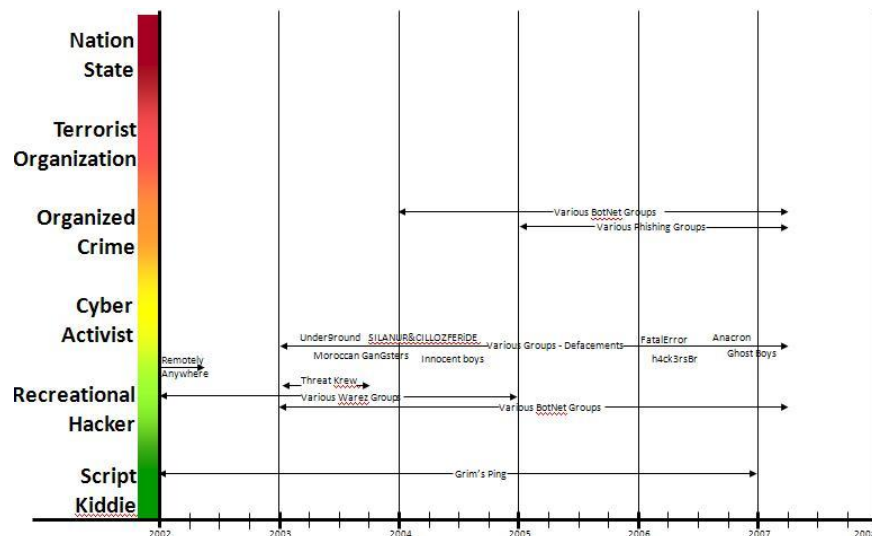 Nation
State
Terrorist
Organization
Organized
Crime
Various BotNet Groups
Various Phishing Groups
Cyber
Activist
Under9round SILANUR&CILLOZFERiDE FatalError Anacron
Various Groups - Defacements
Moroccan GanGsters Innocent boys h4ck3rsBr Ghost Boys
Remotely
Anywhere
Recreational
Hacker
Threat Krew
Various Warez Groups
Various BotNet Groups
Script
Kiddie
Grim's Ping
2002 2003 2004 2005 2006 2007